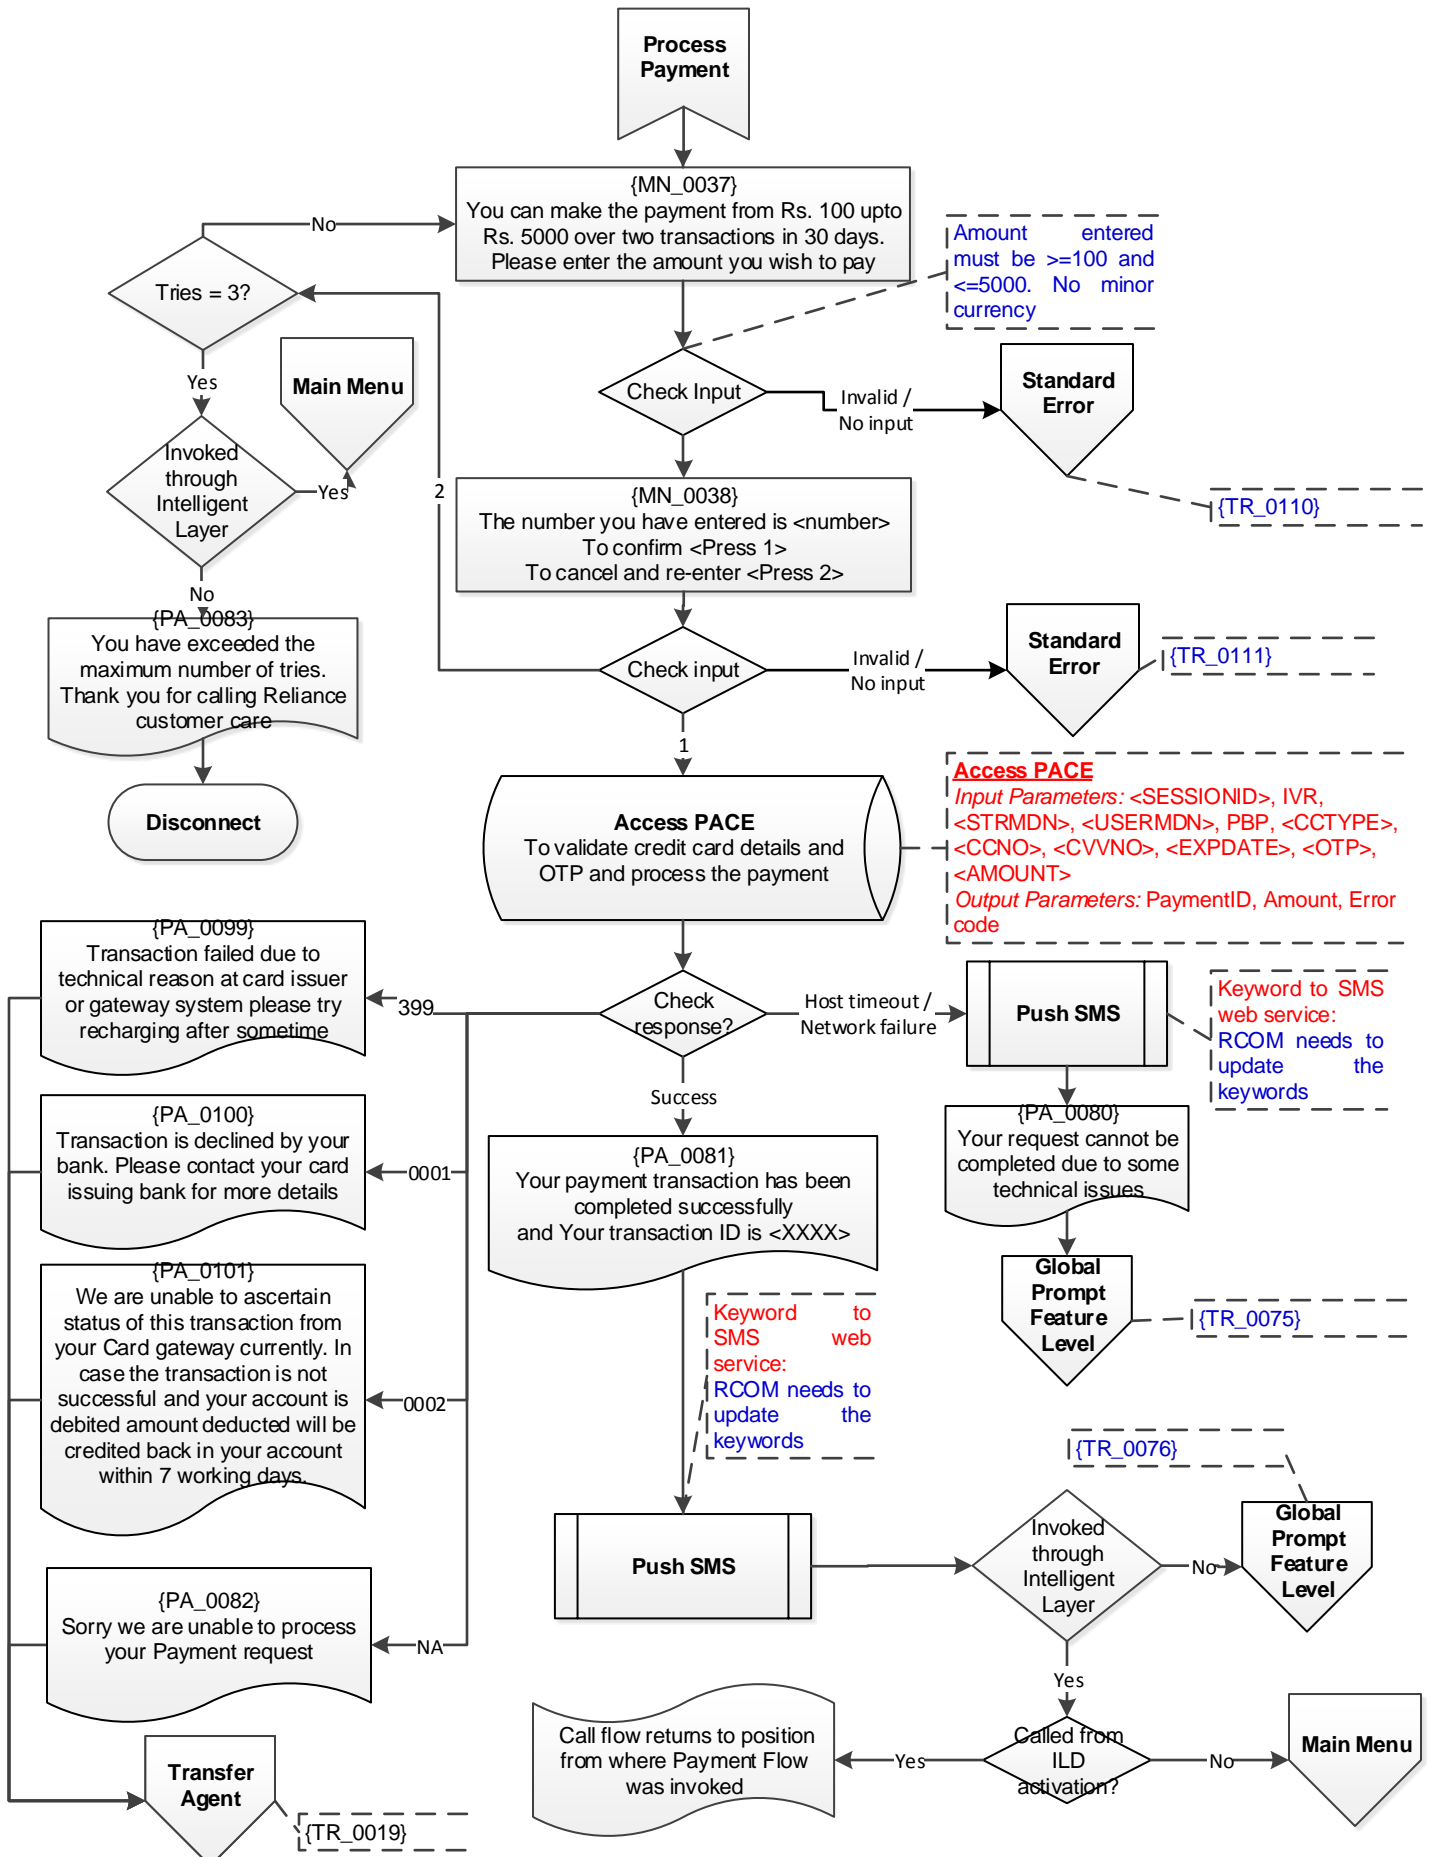 Process
Payment
{MN_0037}
You can make the payment from Rs. 100 upto
Rs. 5000 over two transactions in 30 days.
Please enter the amount you wish to pay
No
Amount entered
must be >=100 and
<=5000. No minor
currency
Tries = 3?
Yes
Main Menu
Check Input
Invalid /
No input
Standard
Error
{TR_0110}
Invoked
through
Intelligent
Layer
Yes
2
{MN_0038}
The number you have entered is <number>
To confirm <Press 1>
To cancel and re-enter <Press 2>
No
{PA_0083}
You have exceeded the
maximum number of tries.
Thank you for calling Reliance
customer care
Check input
Invalid /
No input
Standard
Error
{TR_0111}
1
Disconnect
Access PACE
To validate credit card details and
OTP and process the payment
Access PACE
Input Parameters: <SESSIONID>, IVR,
<STRMDN>, <USERMDN>, PBP, <CCTYPE>,
<CCNO>, <CVVNO>, <EXPDATE>, <OTP>,
<AMOUNT>
Output Parameters: PaymentID, Amount, Error
code
{PA_0099}
Transaction failed due to
technical reason at card issuer
or gateway system please try
recharging after sometime
399
Check
response?
Host timeout /
Network failure
Push SMS
Keyword to SMS
web service:
RCOM needs to
update the
keywords
Success
{PA_0100}
Transaction is declined by your
bank. Please contact your card
issuing bank for more details
0001
{PA_0081}
Your payment transaction has been
completed successfully
and Your transaction ID is <XXXX>
{PA_0080}
Your request cannot be
completed due to some
technical issues
{PA_0101}
We are unable to ascertain
status of this transaction from
your Card gateway currently. In
case the transaction is not
successful and your account is
debited amount deducted will be
credited back in your account
within 7 working days.
0002
Global
Prompt
Feature
Level
{TR_0075}
Keyword to
SMS web
service:
RCOM needs to
update the
keywords
{TR_0076}
Push SMS
Invoked
through
Intelligent
Layer
No
Global
Prompt
Feature
Level
{PA_0082}
Sorry we are unable to process
your Payment request
NA
Yes
Call flow returns to position
from where Payment Flow
was invoked
Yes
Called from
ILD
activation?
No
Main Menu
Transfer
Agent
{TR_0019}